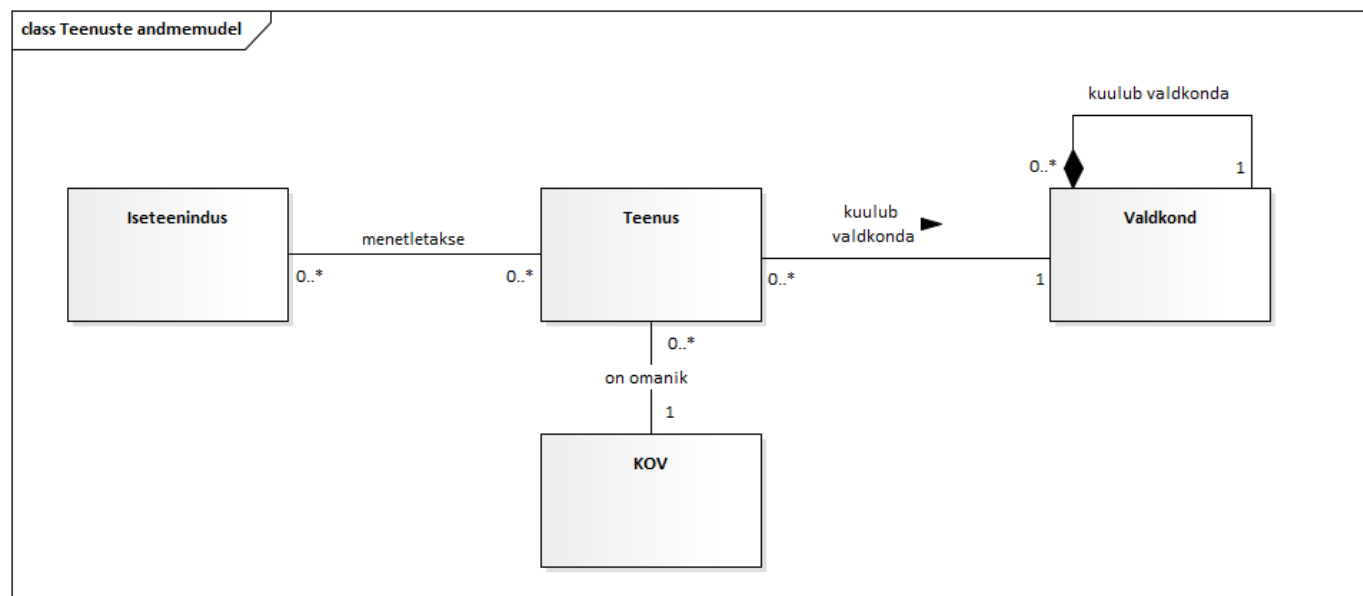 class Teenuste andmemudel
kuulub valdkonda
0..*
1
Iseteenindus
menetletakse
0..*
0..*
Teenus
kuulub
valdkonda
0..*
1
Valdkond
0..*
on omanik
1
KOV